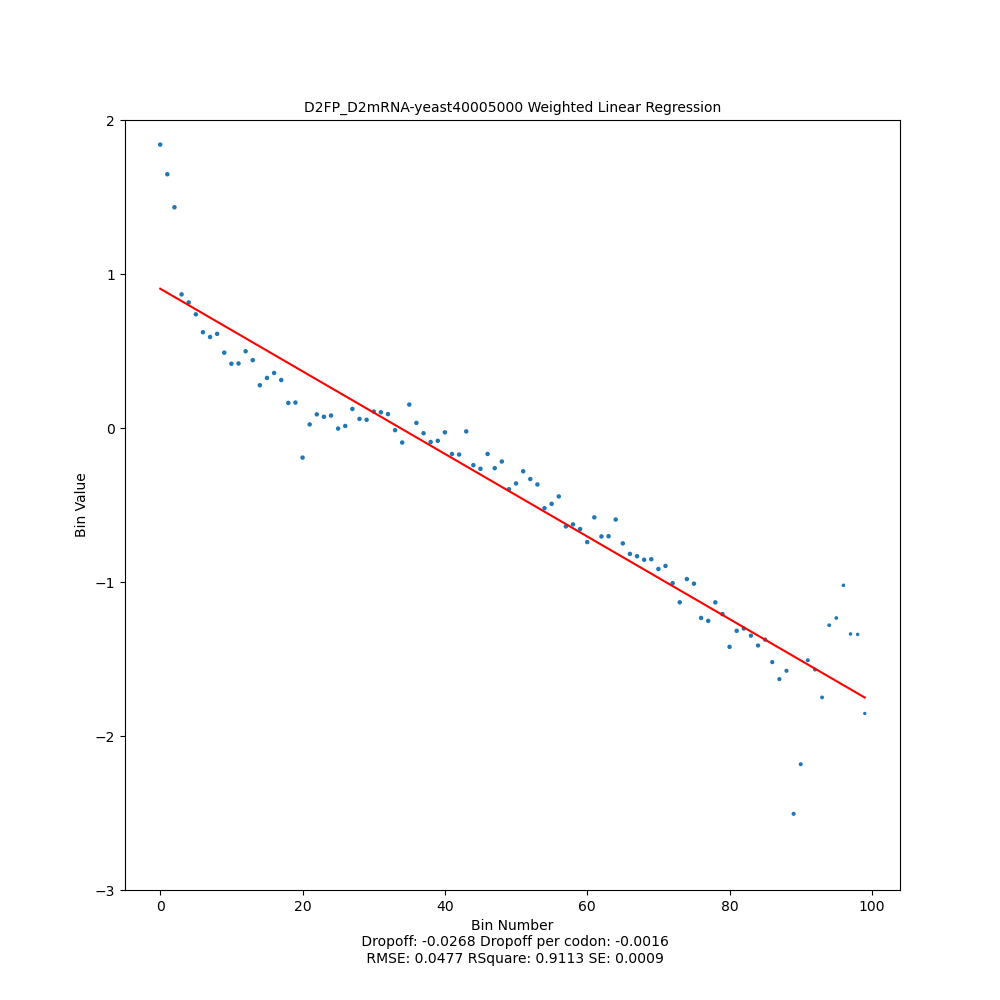 D2FP_D2mRNA-yeast40005000 Weighted Linear Regression
2
1
0
−1
−2
−3
Bin Value
0 20 40 60 80 100
Bin Number
Dropoff: -0.0268 Dropoff per codon: -0.0016
RMSE: 0.0477 RSquare: 0.9113 SE: 0.0009